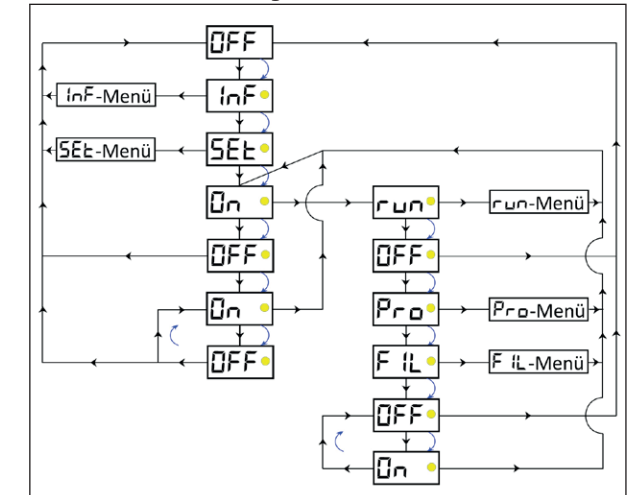 OFF
InF-Menü InF
SEt-Menü SEt
On run run-Menü
OFF OFF
On Pro Pro-Menü
OFF FIL FIL-Menü
OFF
On